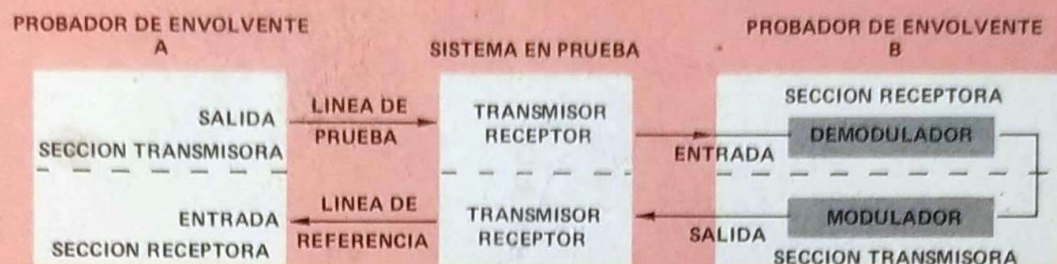 PROBADOR DE ENVOLVENTE
A
SISTEMA EN PRUEBA
PROBADOR DE ENVOLVENTE
B
SALIDA
SECCION TRANSMISORA
LINEA DE
PRUEBA
TRANSMISOR
RECEPTOR
SECCION RECEPTORA
DEMODULADOR
ENTRADA
ENTRADA
SECCION RECEPTORA
LINEA DE
REFERENCIA
TRANSMISOR
RECEPTOR
MODULADOR
SALIDA
SECCION TRANSMISORA